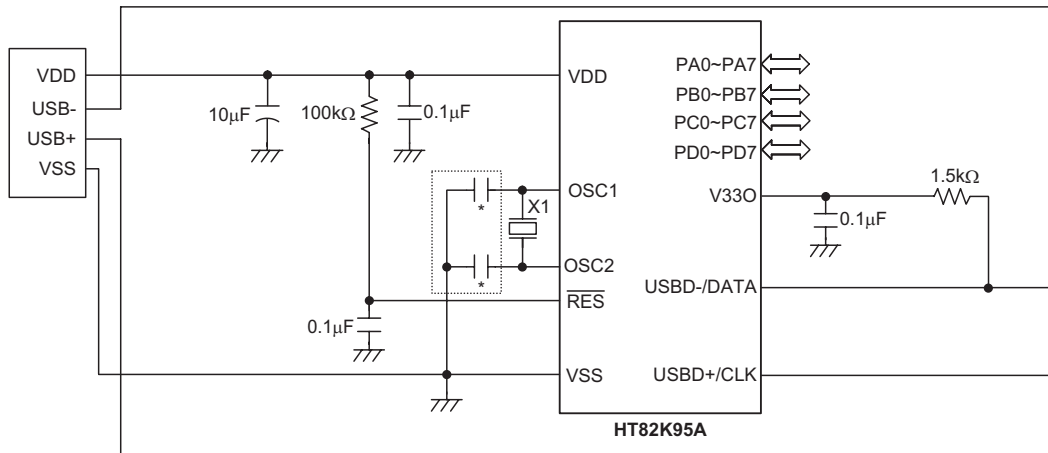 VDD
USB-
USB+
VSS
10μF
100kΩ
0.1μF
0.1μF
*
*
X1
VDD
OSC1
OSC2
RES
VSS
PA0~PA7
PB0~PB7
PC0~PC7
PD0~PD7
V33O
USBD-/DATA
USBD+/CLK
0.1μF
1.5kΩ
HT82K95A